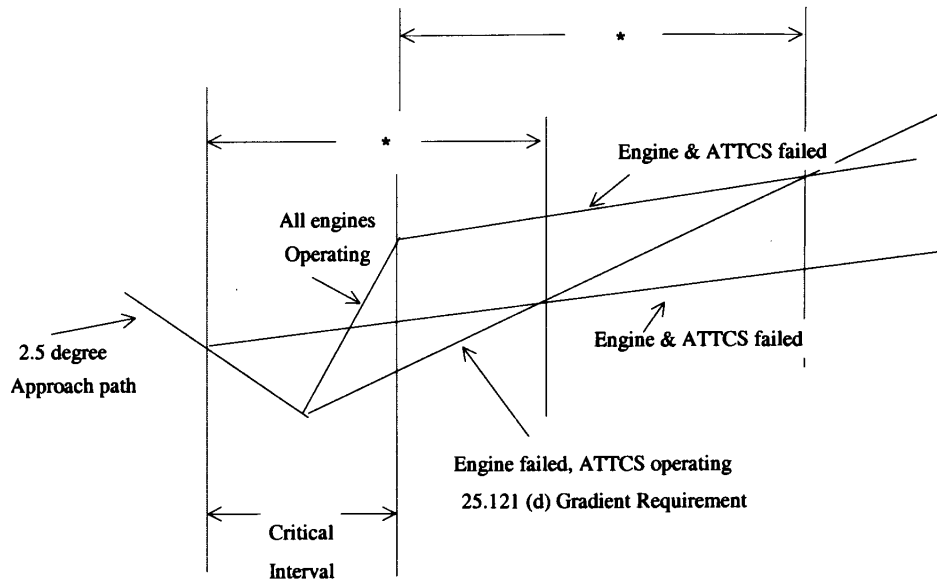 *
*
Engine & ATTCS failed
All engines
Operating
2.5 degree
Approach path
Engine & ATTCS failed
Engine failed, ATTCS operating
25.121 (d) Gradient Requirement
Critical
Interval